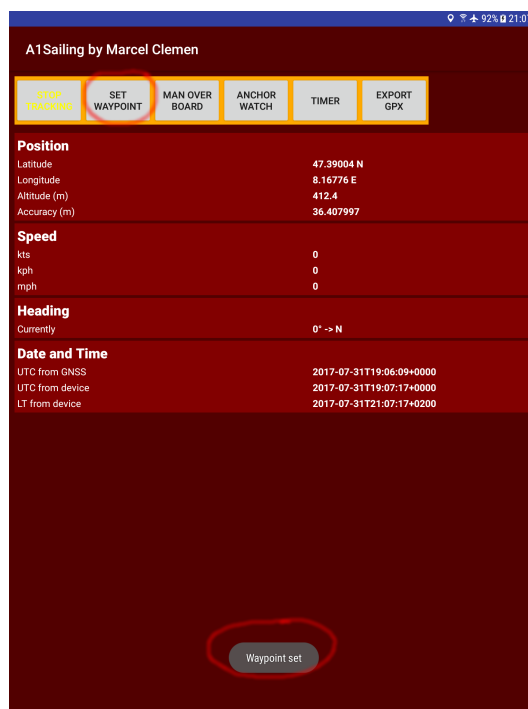 92% 21:0
A1Sailing by Marcel Clemen
STOP
TRACKING
SET
WAYPOINT
MAN OVER
BOARD
ANCHOR
WATCH
TIMER
EXPORT
GPX
Position
Latitude 47.39004 N
Longitude 8.16776 E
Altitude (m) 412.4
Accuracy (m) 36.407997
Speed
kts 0
kph 0
mph 0
Heading
Currently 0° -> N
Date and Time
UTC from GNSS 2017-07-31T19:06:09+0000
UTC from device 2017-07-31T19:07:17+0000
LT from device 2017-07-31T21:07:17+0200
Waypoint set